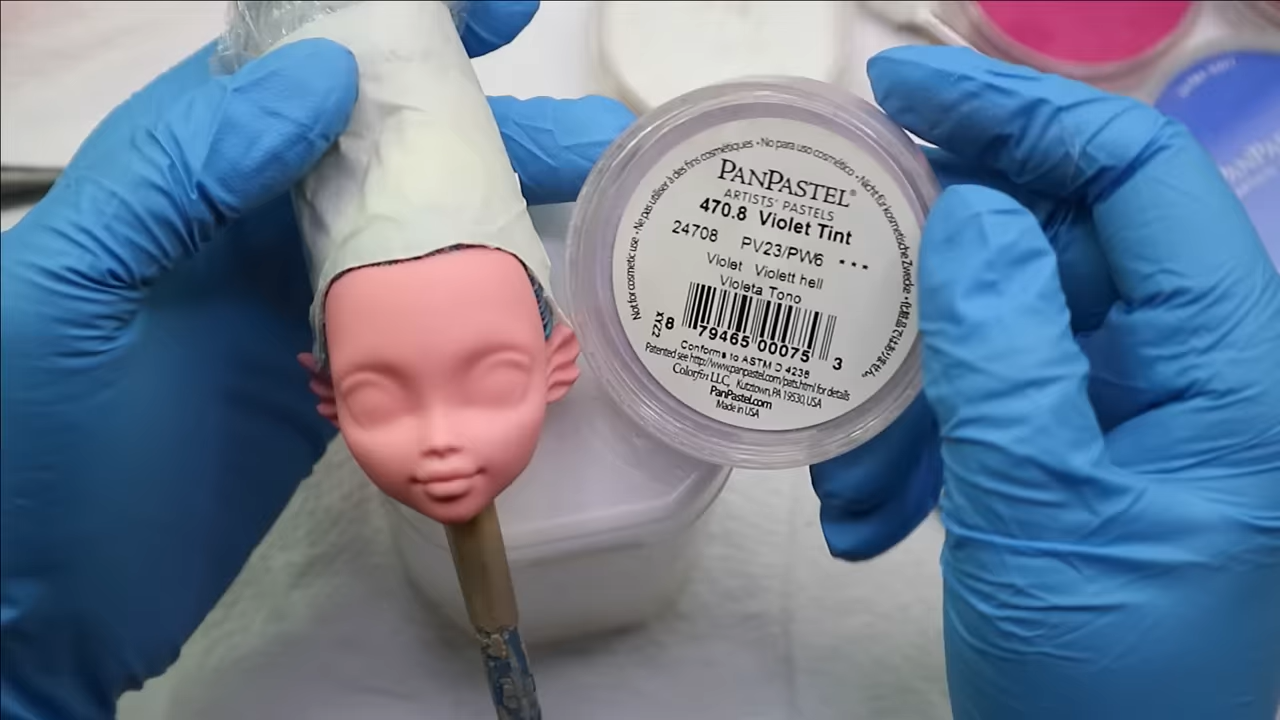 Not for cosmetic use • Ne pas utiliser à des fins cosmétiques • No para uso cosmético • Nicht für kosmetische Zwecke •
PANPASTEL®
ARTISTS' PASTELS
470.8 Violet Tint
24708 PV23/PW6 •••
Violet Violett hell
Violeta Tono
XY2
8 79465 00075 3
Conforms to ASTM D 4236
Patented see http://www.panpastel.com/pats.html for details
Colorfin LLC, Kutztown, PA 19530, USA
PanPastel.com
Made in USA
PANPA